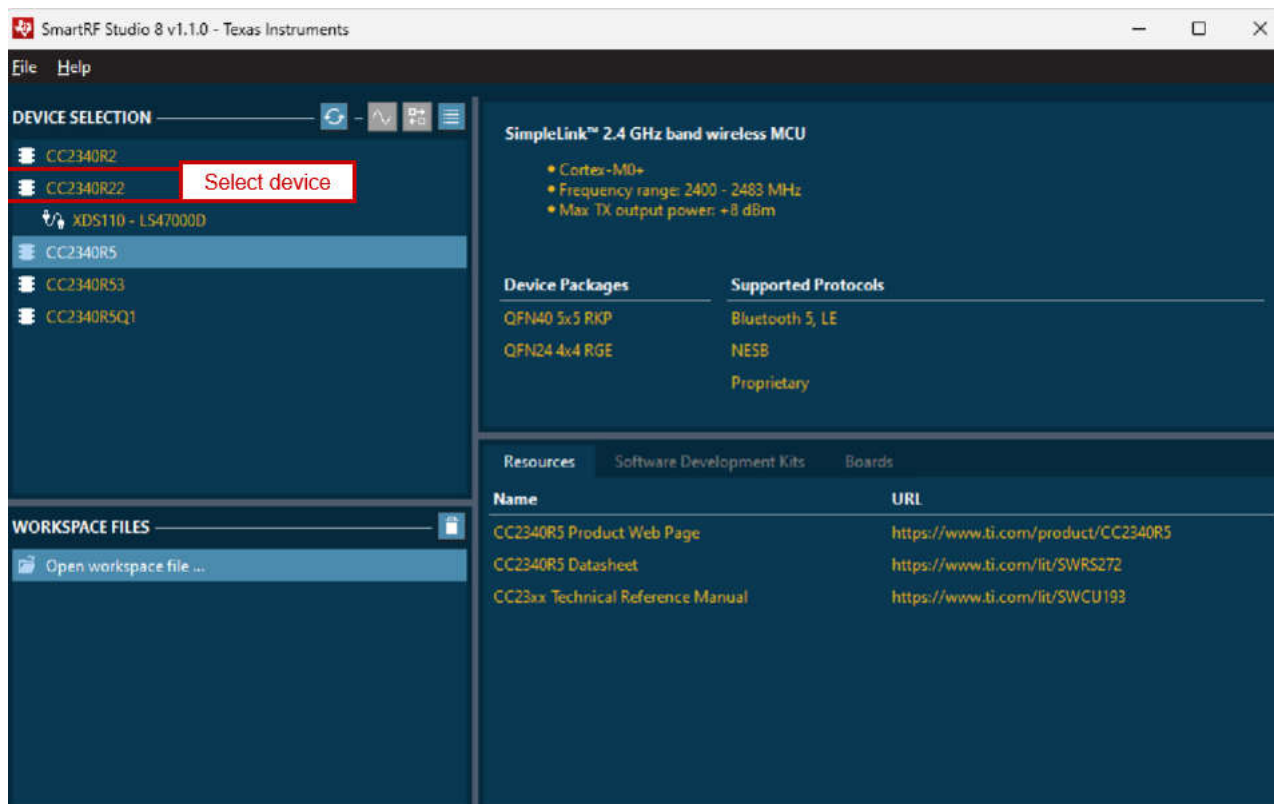 SmartRF Studio 8 v1.1.0 - Texas Instruments
File Help
DEVICE SELECTION
CC2340R2
CC2340R22
Select device
XDS110 - LS47000D
CC2340R5
CC2340R53
CC2340R5Q1
SimpleLink™ 2.4 GHz band wireless MCU
• Cortex-M0+
• Frequency range: 2400 - 2483 MHz
• Max TX output power: +8 dBm
Device Packages Supported Protocols
QFN40 5x5 RKP Bluetooth 5, LE
QFN24 4x4 RGE NESB
Proprietary
WORKSPACE FILES
Open workspace file ...
Resources Software Development Kits Boards
Name URL
CC2340R5 Product Web Page https://www.ti.com/product/CC2340R5
CC2340R5 Datasheet https://www.ti.com/lit/SWRS272
CC23xx Technical Reference Manual https://www.ti.com/lit/SWCU193